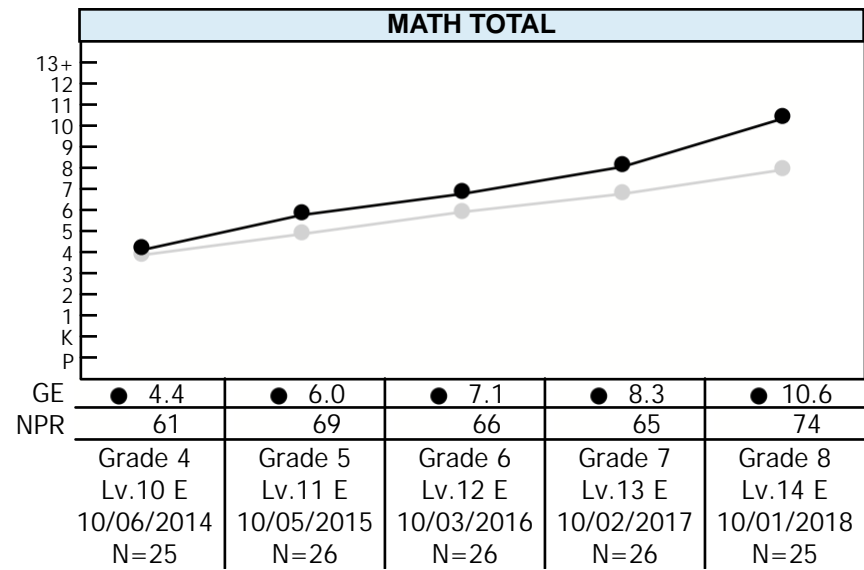 MATH TOTAL
13+
12
11
10
9
8
7
6
5
4
3
2
1
K
P
GE 4.4 6.0 7.1 8.3 10.6
NPR 61 69 66 65 74
Grade 4 Grade 5 Grade 6 Grade 7 Grade 8
Lv.10 E Lv.11 E Lv.12 E Lv.13 E Lv.14 E
10/06/2014 10/05/2015 10/03/2016 10/02/2017 10/01/2018
N=25 N=26 N=26 N=26 N=25